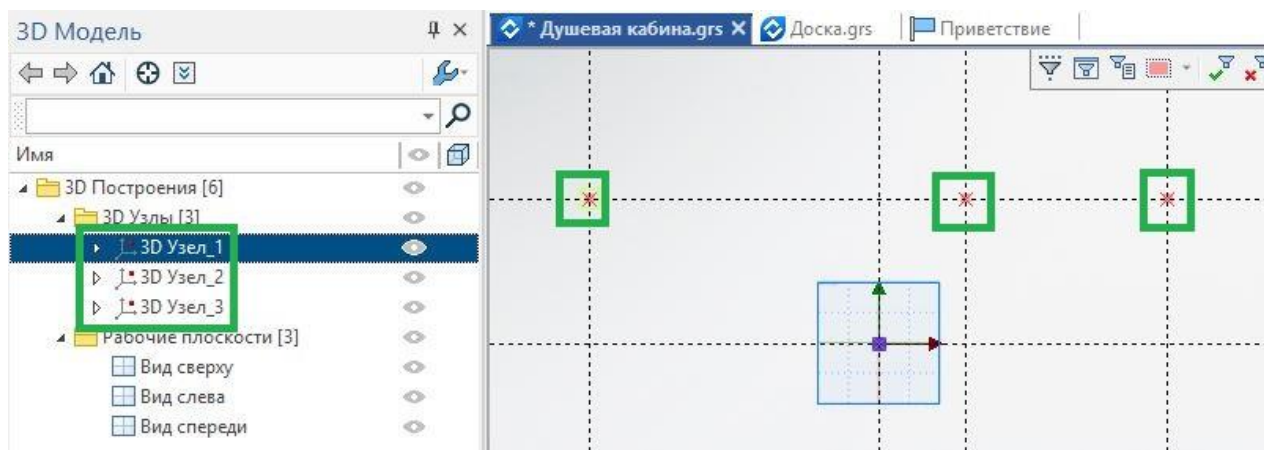 3D Модель
* Душевая кабина.grs
Доска.grs
Приветствие
Имя
3D Построения [6]
3D Узлы [3]
3D Узел_1
3D Узел_2
3D Узел_3
Рабочие плоскости [3]
Вид сверху
Вид слева
Вид спереди